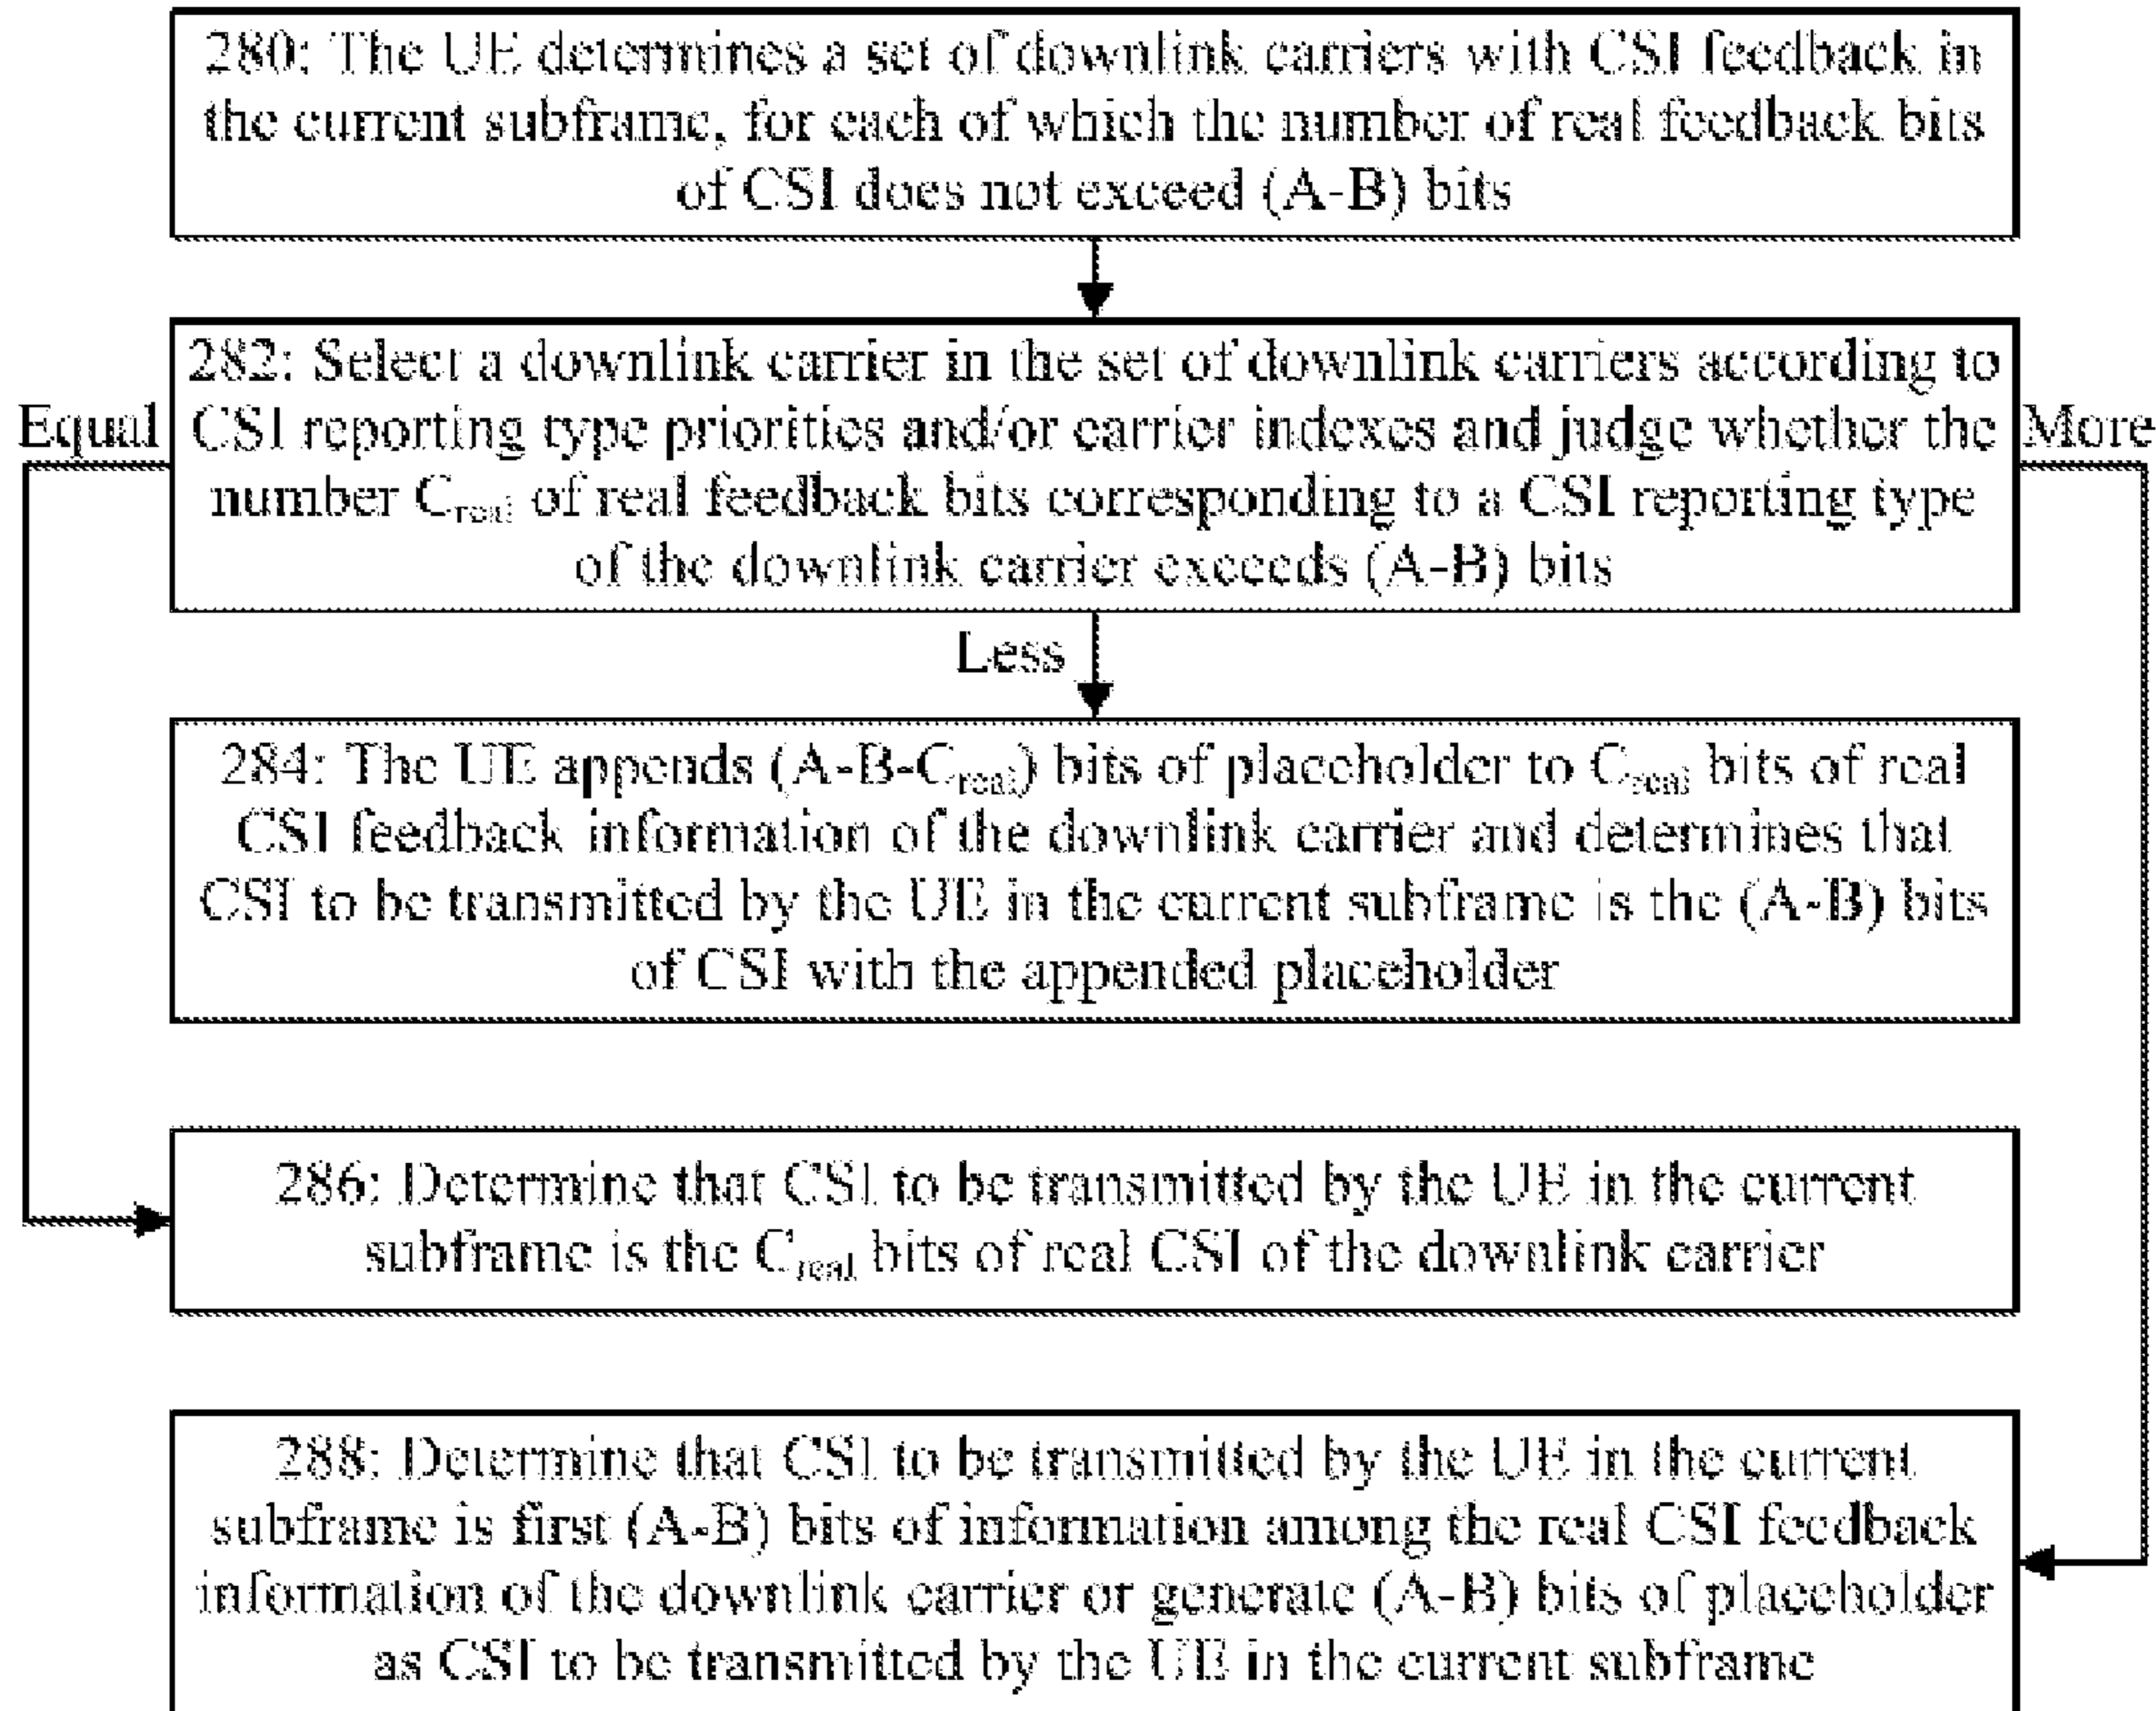 280: The UE determines a set of downlink carriers with CSI feedback in
the current subframe, for each of which the number of real feedback bits
of CSI does not exceed (A-B) bits
282: Select a downlink carrier in the set of downlink carriers according to
CSI reporting type priorities and/or carrier indexes and judge whether the
number Creal of real feedback bits corresponding to a CSI reporting type
of the downlink carrier exceeds (A-B) bits
Equal
More
Less
284: The UE appends (A-B-Creal) bits of placeholder to Creal bits of real
CSI feedback information of the downlink carrier and determines that
CSI to be transmitted by the UE in the current subframe is the (A-B) bits
of CSI with the appended placeholder
286: Determine that CSI to be transmitted by the UE in the current
subframe is the Creal bits of real CSI of the downlink carrier
288: Determine that CSI to be transmitted by the UE in the current
subframe is first (A-B) bits of information among the real CSI feedback
information of the downlink carrier or generate (A-B) bits of placeholder
as CSI to be transmitted by the UE in the current subframe